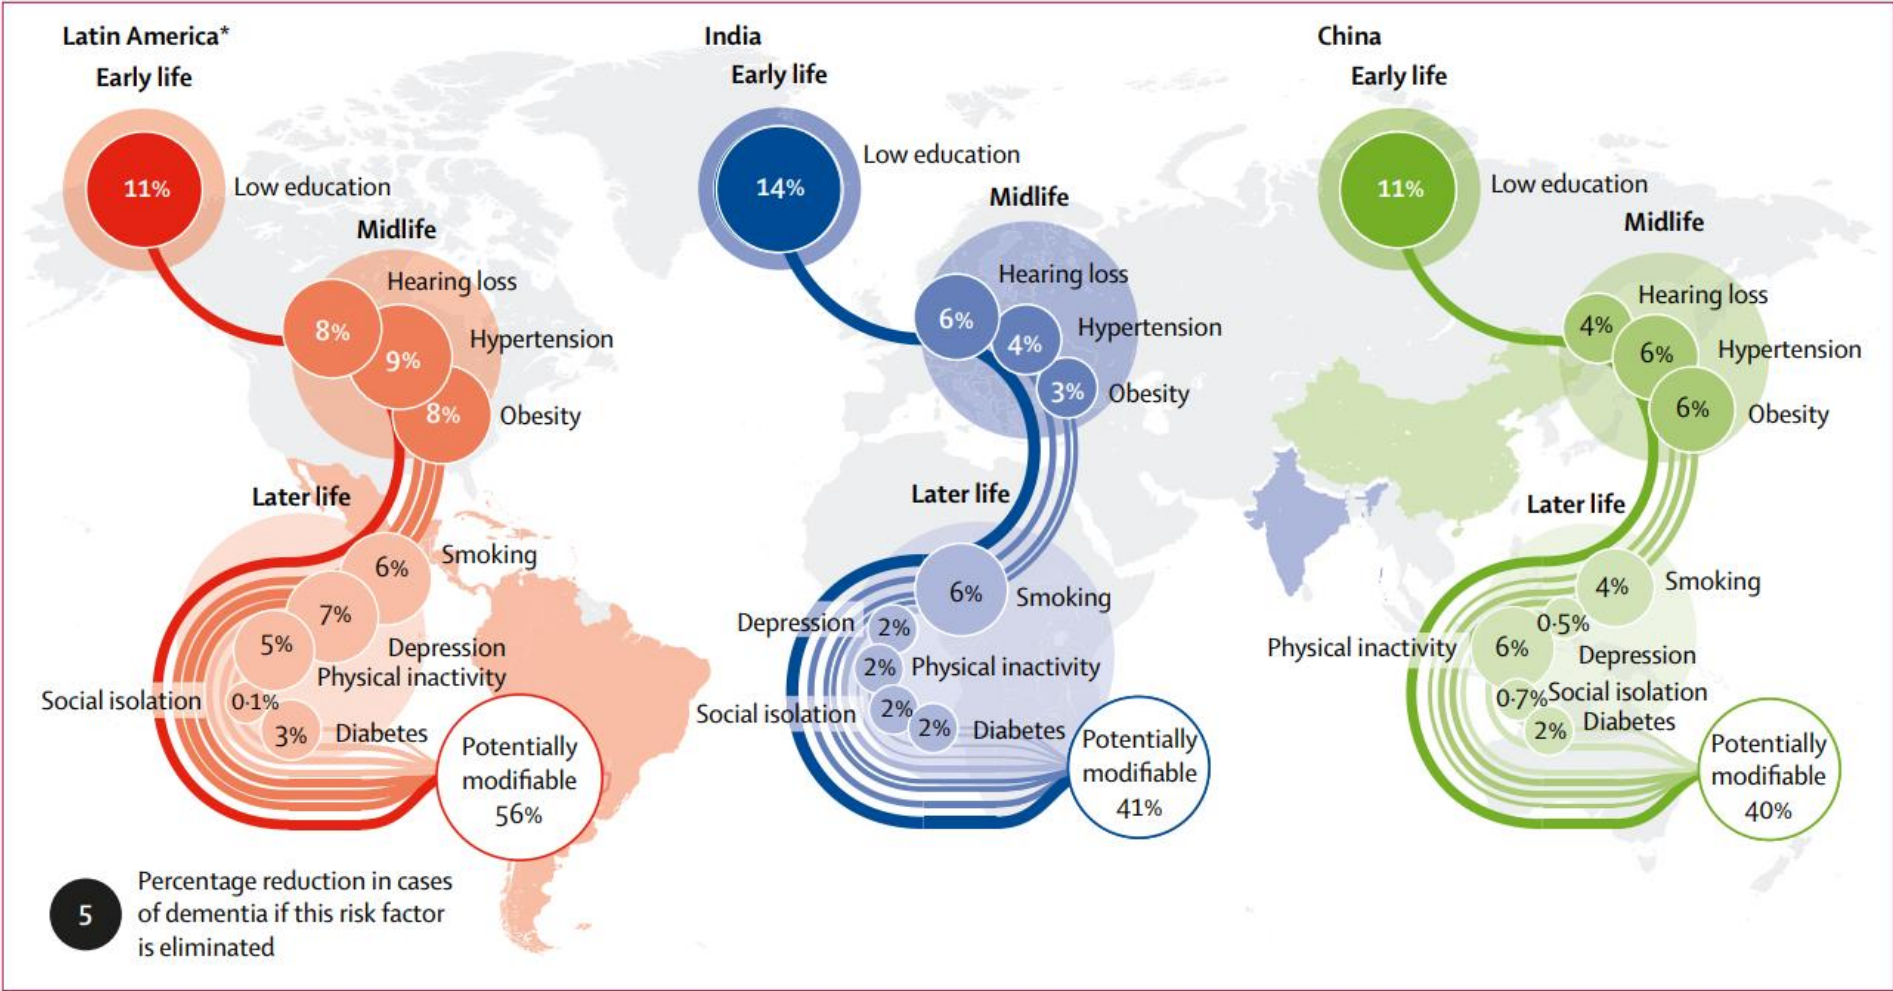 Latin America*
Early life
11%
Low education
Midlife
Hearing loss
8%
Hypertension
9%
8%
Obesity
Later life
Smoking
6%
7%
5%
Depression
Physical inactivity
Social isolation
0·1%
3%
Diabetes
Potentially
modifiable
56%
India
Early life
14%
Low education
Midlife
Hearing loss
6%
Hypertension
4%
3%
Obesity
Later life
6%
Smoking
Depression
2%
2%
Physical inactivity
Social isolation
2%
2%
Diabetes
Potentially
modifiable
41%
China
Early life
11%
Low education
Midlife
Hearing loss
4%
6%
Hypertension
6%
Obesity
Later life
4%
Smoking
0·5%
Physical inactivity
6%
Depression
0·7%
Social isolation
Diabetes
2%
Potentially
modifiable
40%
5
Percentage reduction in cases
of dementia if this risk factor
is eliminated